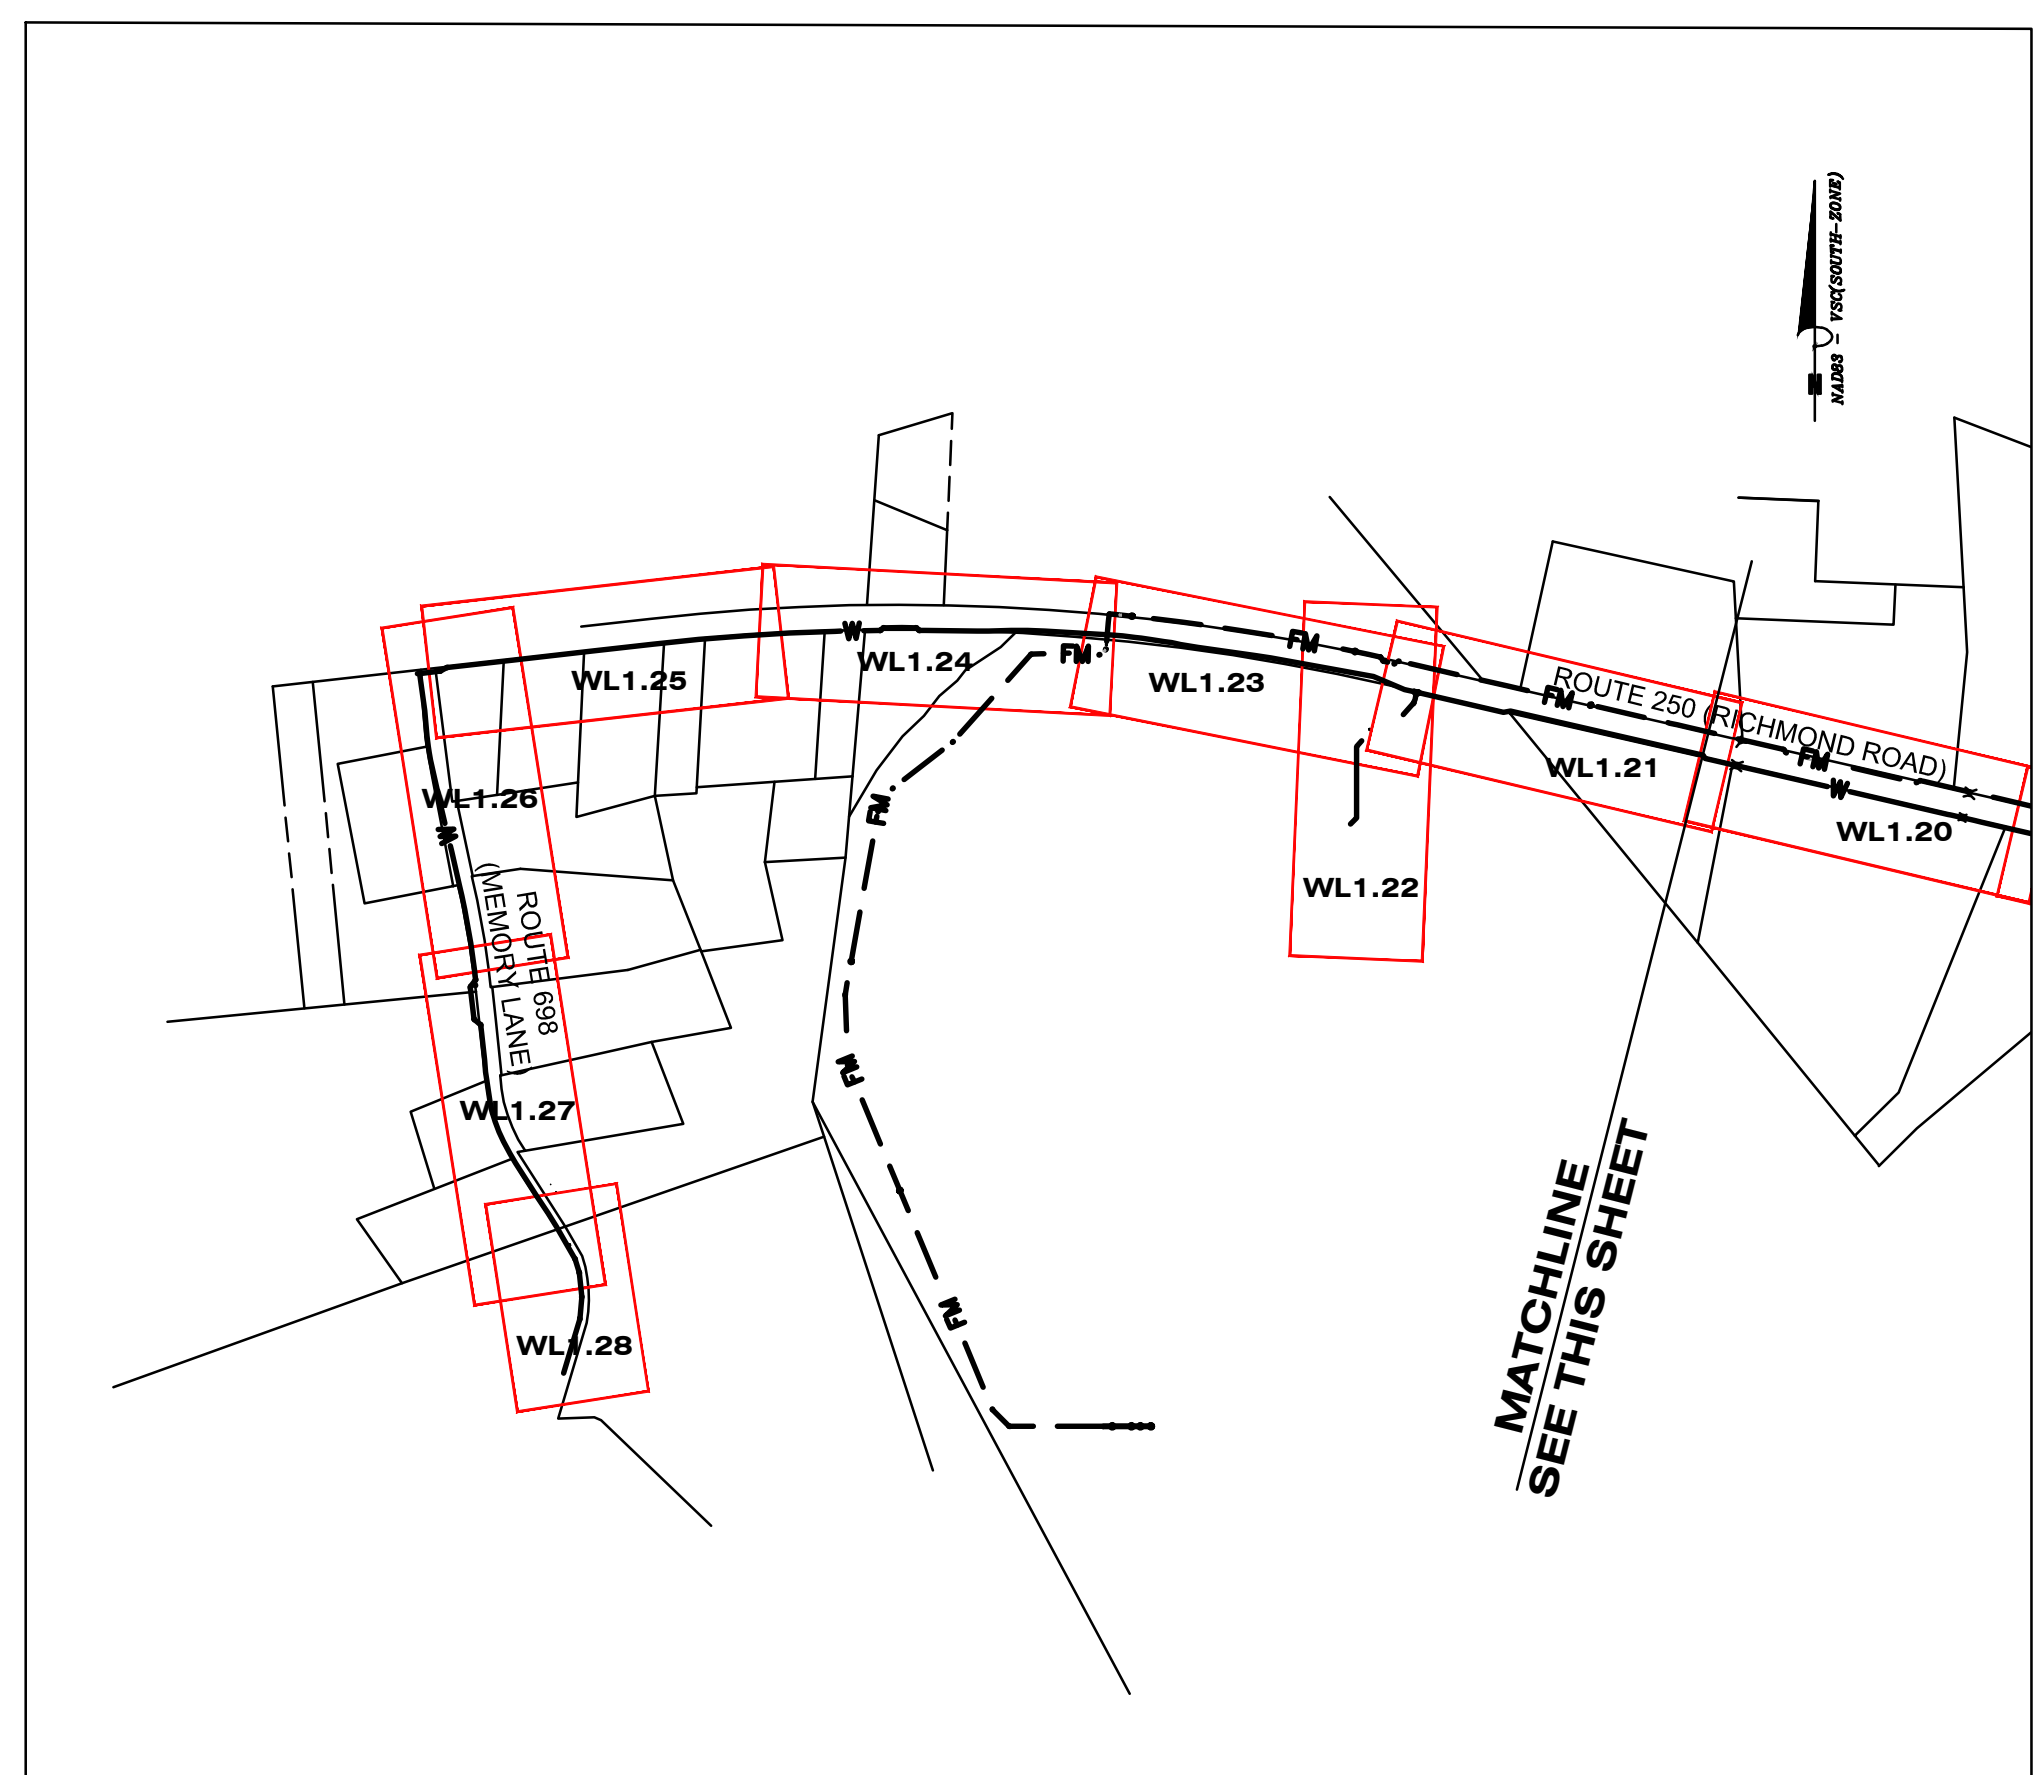 NAD83 - VSC(SOUTH-ZONE)
N
W
WL1.25
WL1.24
FM
WL1.23
FM
ROUTE 250 (RICHMOND ROAD)
FM
FM
WL1.21
W
WL1.20
WL1.26
W
FM
WL1.22
ROUTE 698
(MEMORY LANE)
FM
WL1.27
FM
WL1.28
MATCHLINE
SEE THIS SHEET